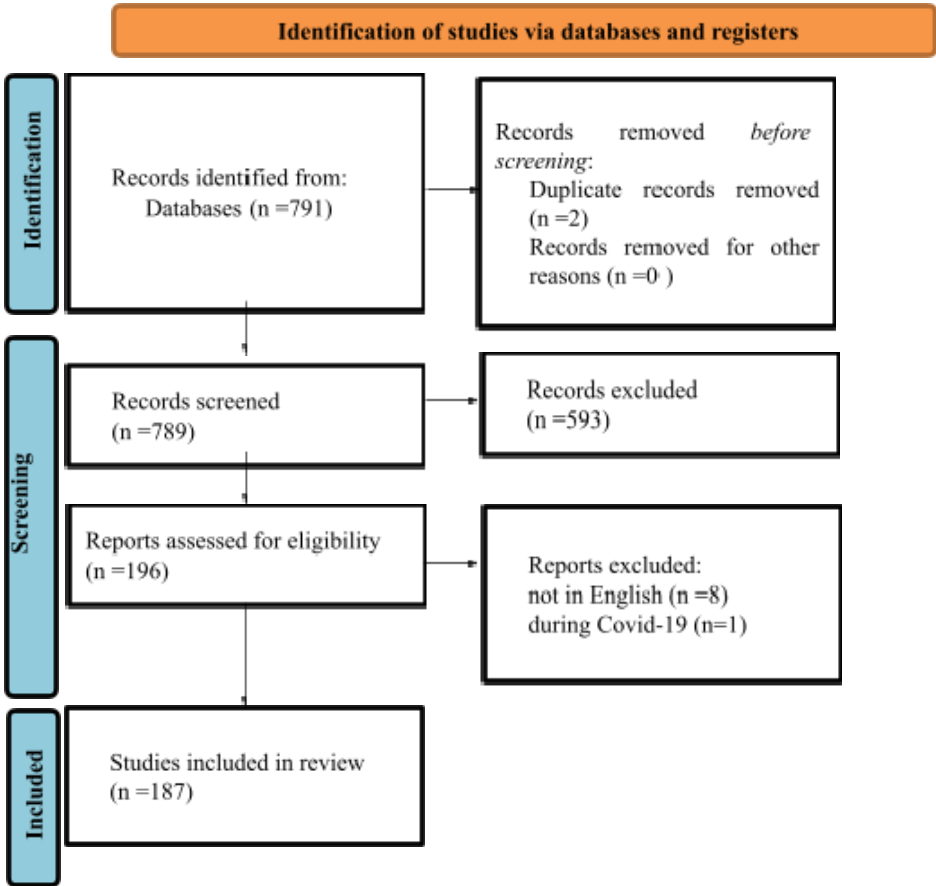 Identification of studies via databases and registers
Identification
Records identified from:
Databases (n =791)
Records removed before
screening:
Duplicate records removed
(n =2)
Records removed for other
reasons (n =0 )
Screening
Records screened
(n =789)
Records excluded
(n =593)
Reports assessed for eligibility
(n =196)
Reports excluded:
not in English (n =8)
during Covid-19 (n=1)
Included
Studies included in review
(n =187)